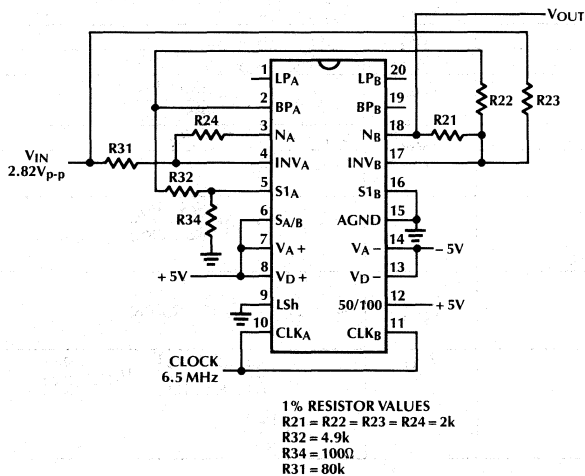 VOUT
1 LPA LPB 20
2 BPA BPB 19
R22 R23
R24 3 NA NB 18 R21
VIN
2.82Vp-p
R31 4 INVA INVB 17
R32 5 S1A S1B 16
R34 6 SA/B AGND 15
7 VA+ VA− 14 −5V
+5V 8 VD+ VD− 13
9 LSh 50/100 12 +5V
10 CLKA CLKB 11
CLOCK
6.5 MHz
1% RESISTOR VALUES
R21 = R22 = R23 = R24 = 2k
R32 = 4.9k
R34 = 100Ω
R31 = 80k